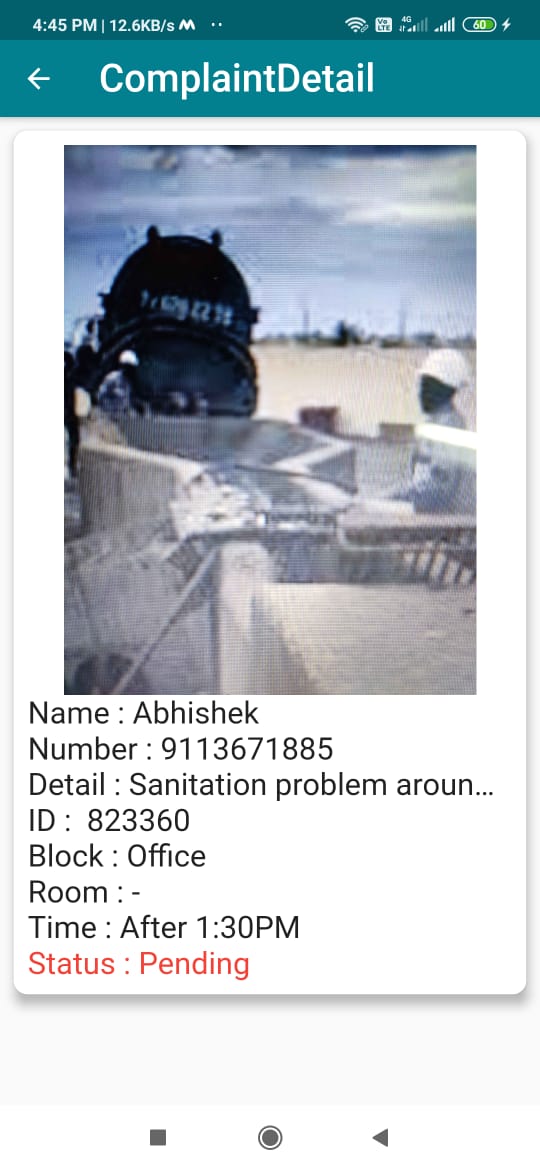 4:45 PM | 12.6KB/s
Vo LTE 4G 60
ComplaintDetail
Name : Abhishek
Number : 9113671885
Detail : Sanitation problem aroun...
ID : 823360
Block : Office
Room : -
Time : After 1:30PM
Status : Pending